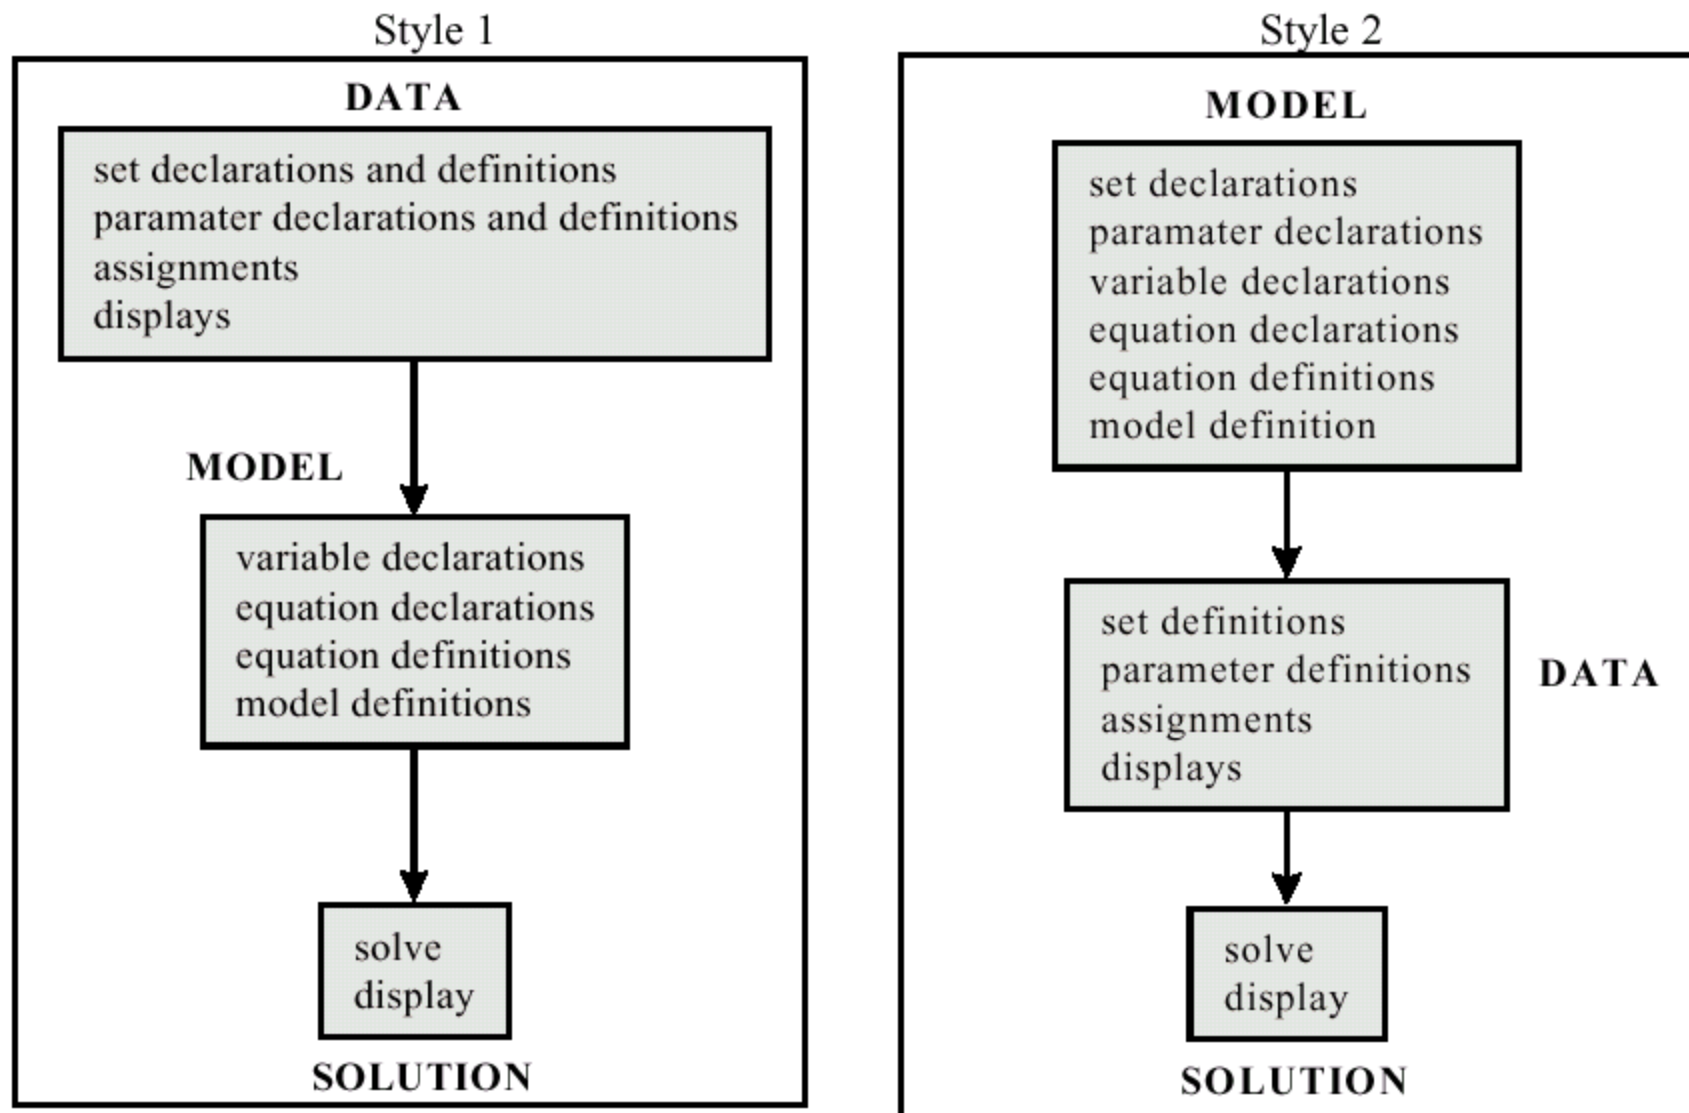 Style 1
DATA
set declarations and definitions
paramater declarations and definitions
assignments
displays
MODEL
variable declarations
equation declarations
equation definitions
model definitions
solve
display
SOLUTION
Style 2
MODEL
set declarations
paramater declarations
variable declarations
equation declarations
equation definitions
model definition
set definitions
parameter definitions
assignments
displays
DATA
solve
display
SOLUTION